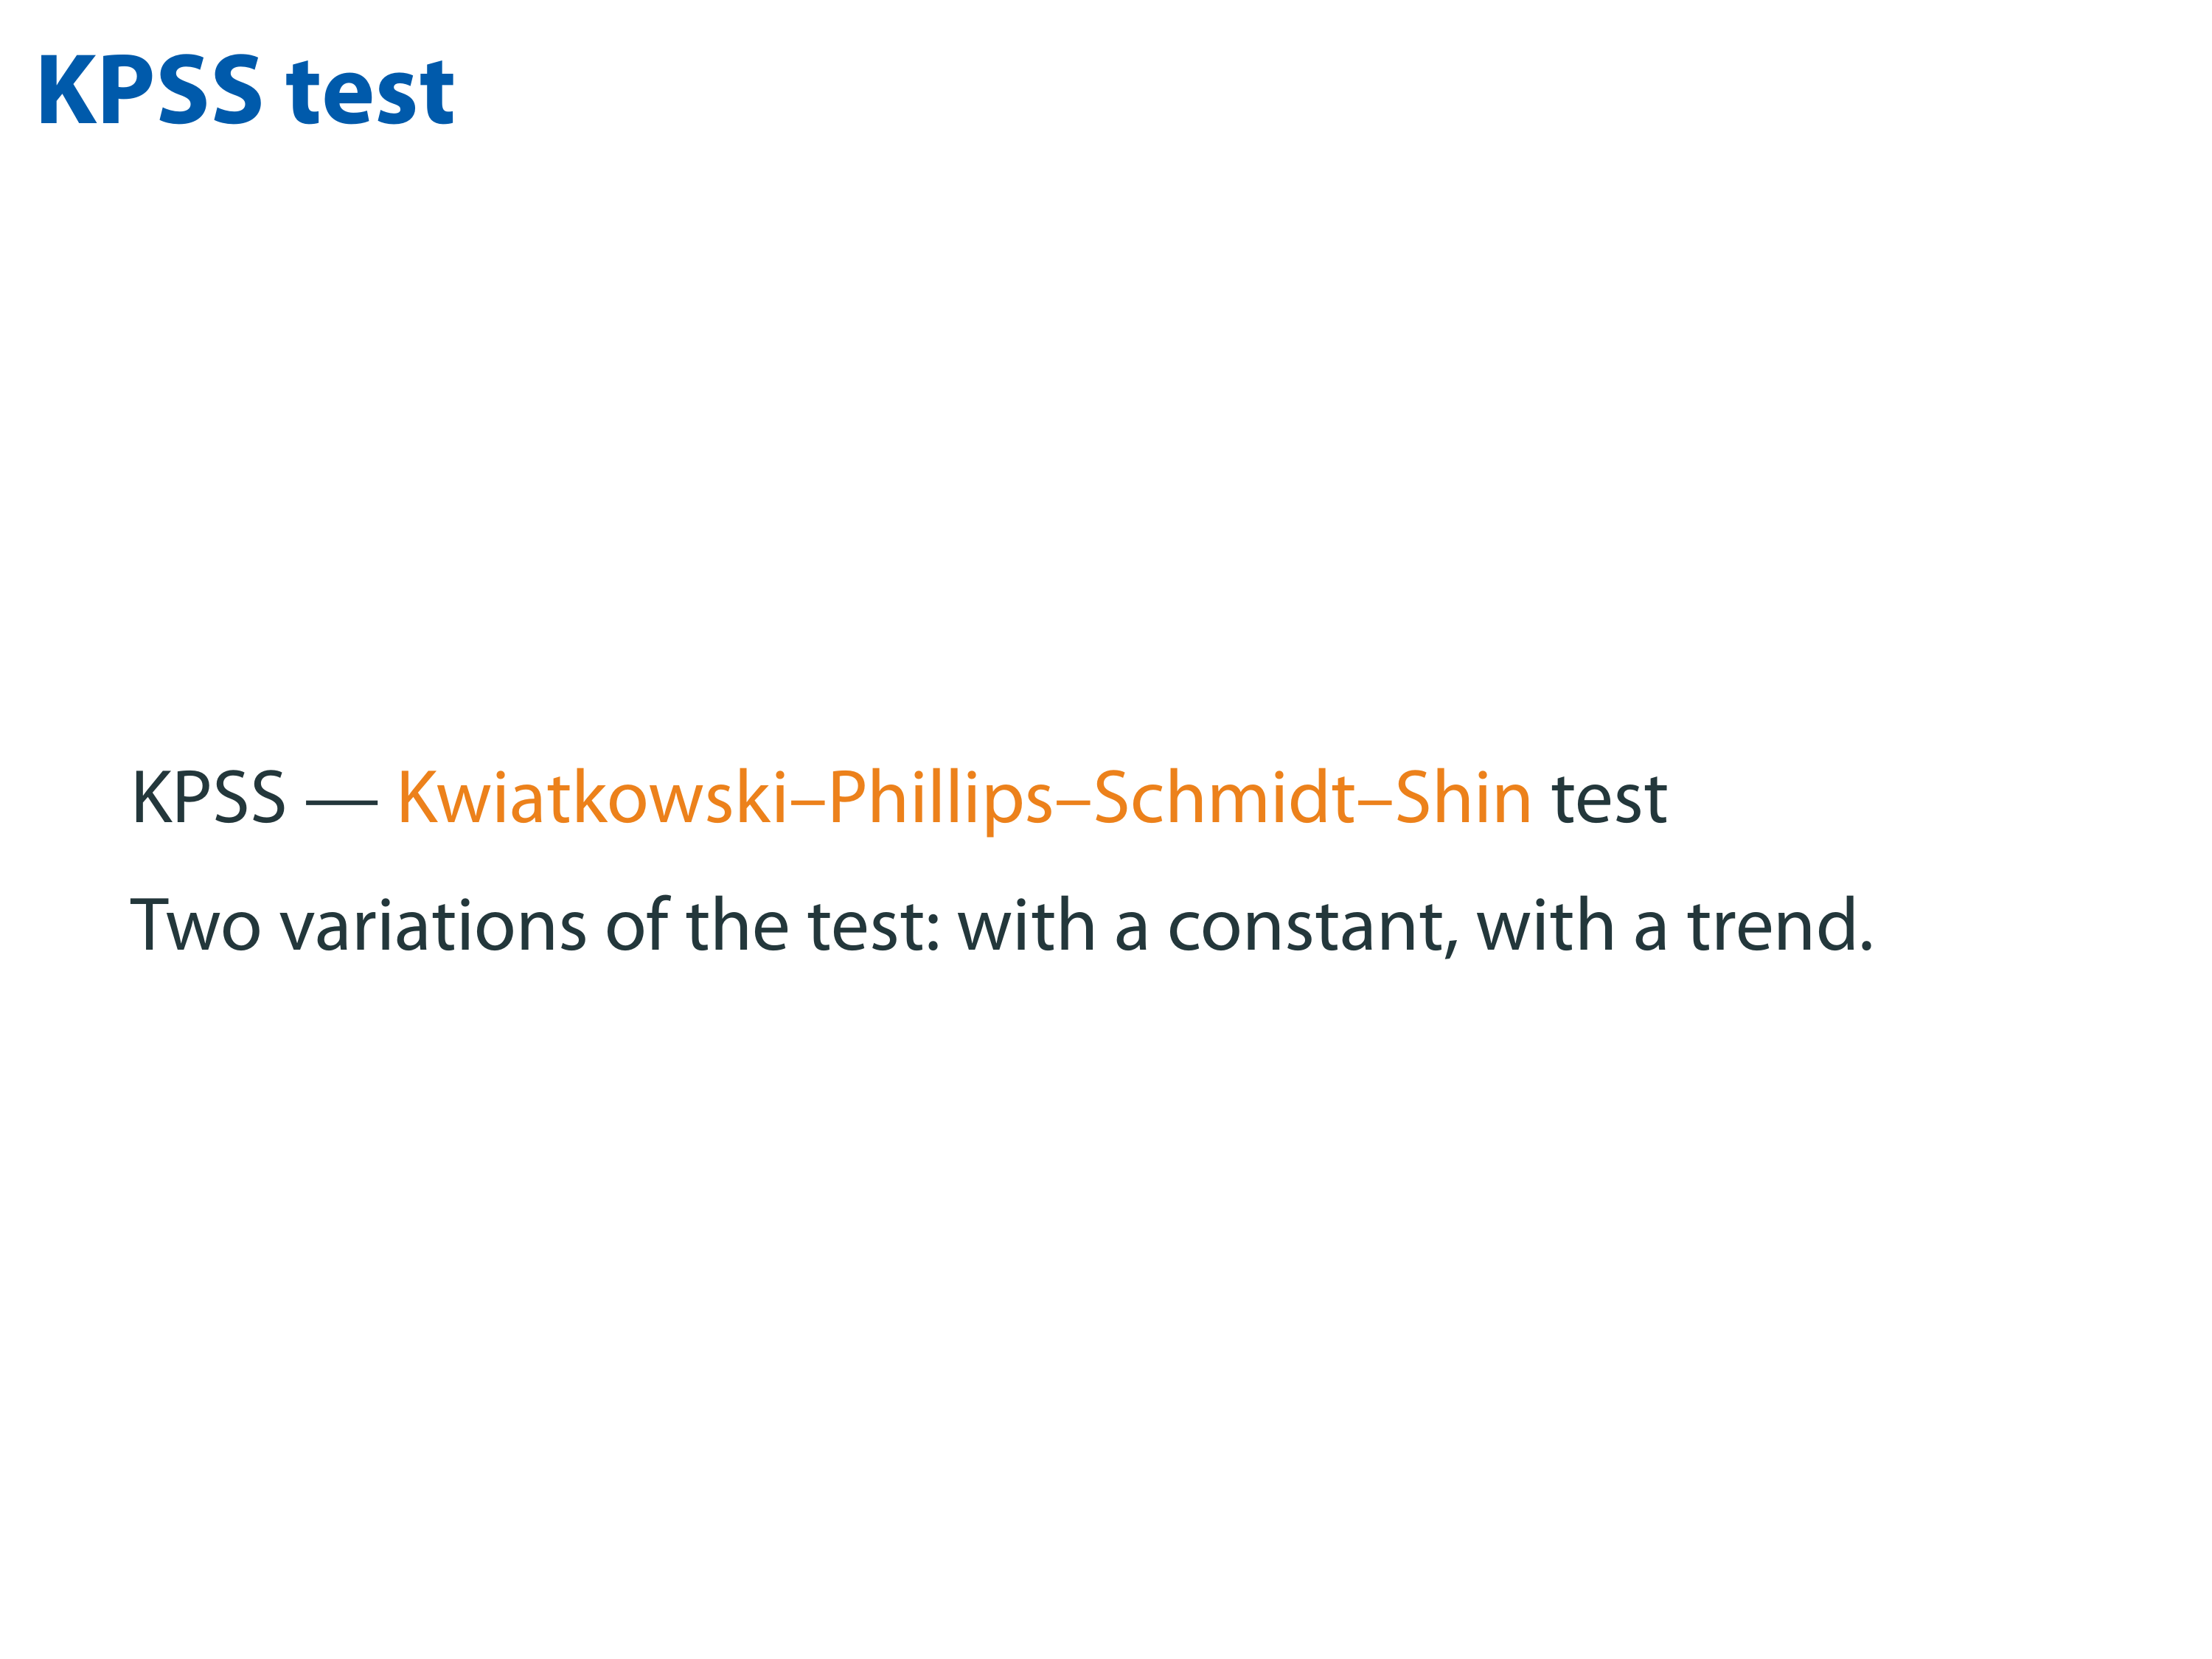 KPSS test
KPSS — Kwiatkowski–Phillips–Schmidt–Shin test
Two variations of the test: with a constant, with a trend.